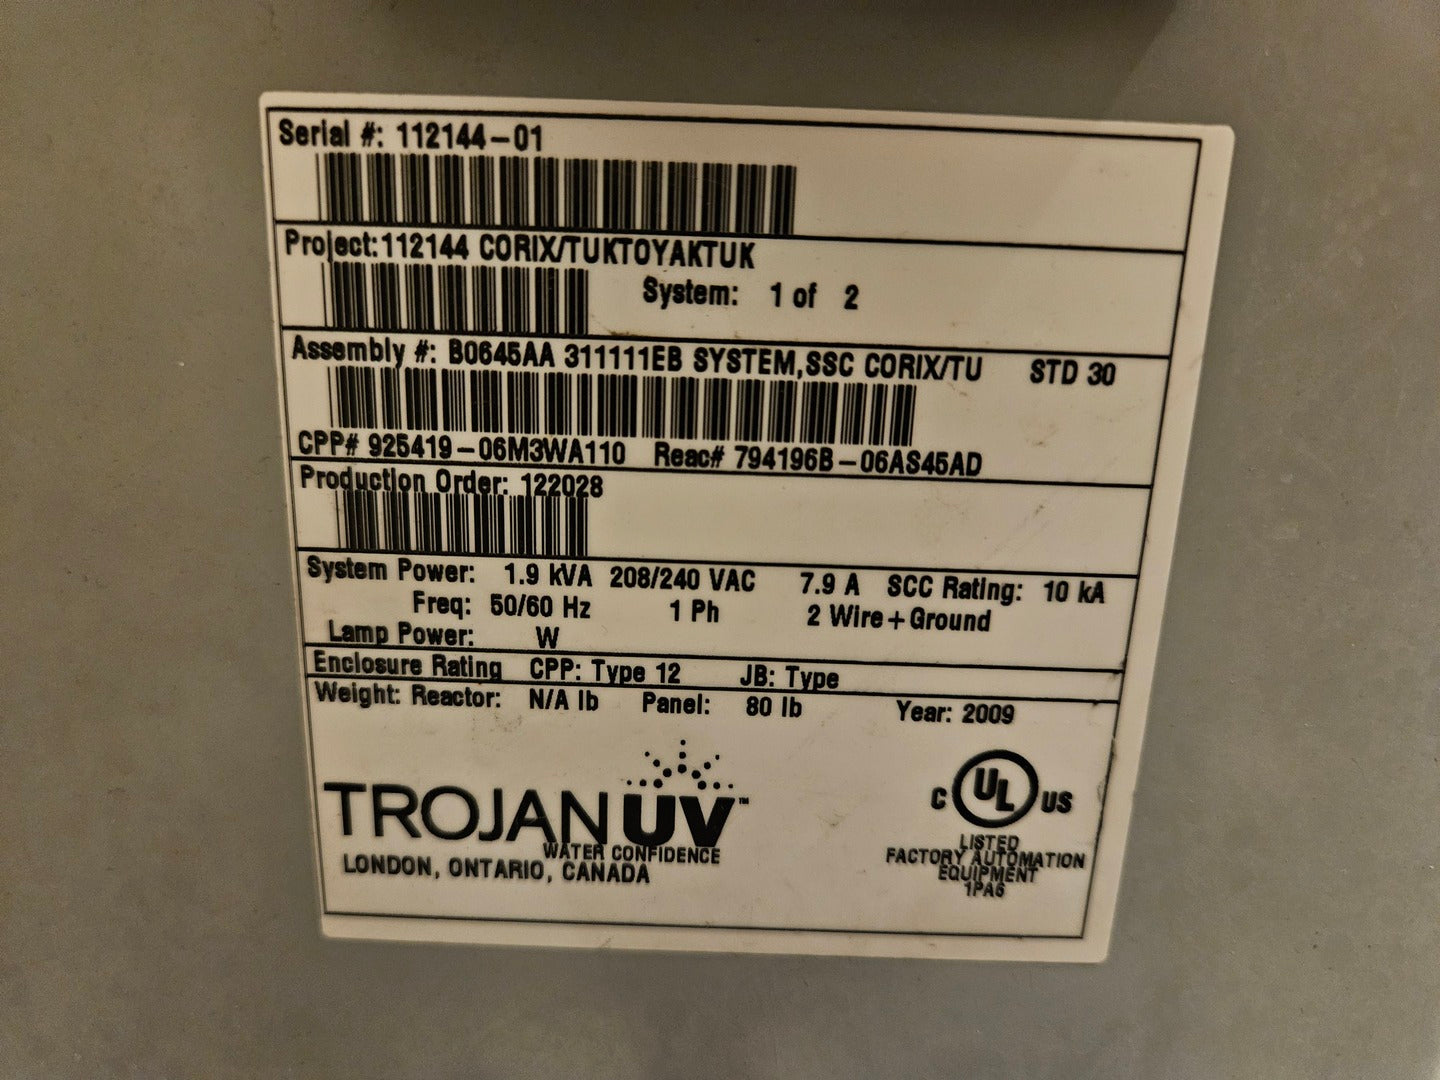 Serial #: 112144-01
Project:112144 CORIX/TUKTOYAKTUK
System: 1 of 2
Assembly #: B0645AA 311111EB SYSTEM,SSC CORIX/TU STD 30
CPP# 925419-06M3WA110 Reac# 794196B-06AS45AD
Production Order: 122028
System Power: 1.9 kVA 208/240 VAC 7.9 A SCC Rating: 10 kA
Freq: 50/60 Hz 1 Ph 2 Wire+Ground
Lamp Power: W
Enclosure Rating CPP: Type 12 JB: Type
Weight: Reactor: N/A lb Panel: 80 lb Year: 2009
TROJANUV™
WATER CONFIDENCE
LONDON, ONTARIO, CANADA
C UL US
LISTED
FACTORY AUTOMATION
EQUIPMENT
1PA6